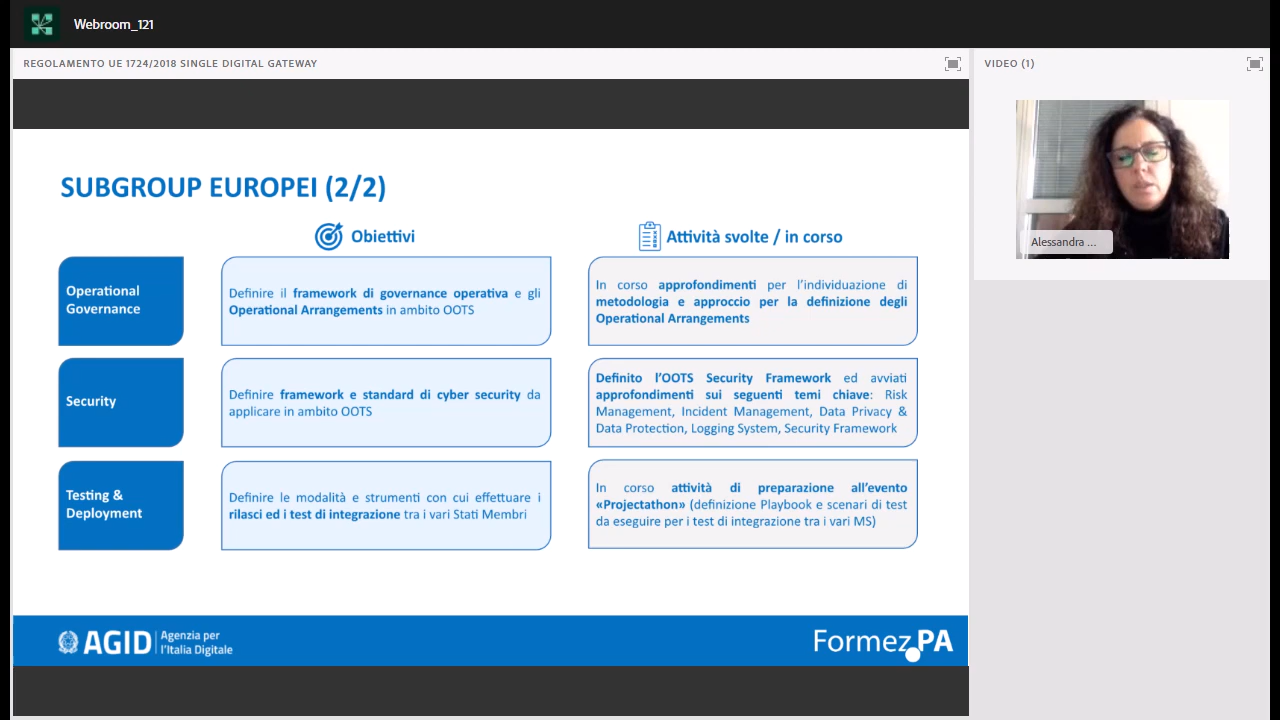 Webroom_121
REGOLAMENTO UE 1724/2018 SINGLE DIGITAL GATEWAY
VIDEO (1)
Alessandra ...
SUBGROUP EUROPEI (2/2)
Obiettivi
Attività svolte / in corso
Operational
Governance
Definire il framework di governance operativa e gli
Operational Arrangements in ambito OOTS
In corso approfondimenti per l'individuazione di
metodologia e approccio per la definizione degli
Operational Arrangements
Security
Definire framework e standard di cyber security da
applicare in ambito OOTS
Definito l'OOTS Security Framework ed avviati
approfondimenti sui seguenti temi chiave: Risk
Management, Incident Management, Data Privacy &
Data Protection, Logging System, Security Framework
Testing &
Deployment
Definire le modalità e strumenti con cui effettuare i
rilasci ed i test di integrazione tra i vari Stati Membri
In corso attività di preparazione all'evento
«Projectathon» (definizione Playbook e scenari di test
da eseguire per i test di integrazione tra i vari MS)
AGID
Agenzia per
l'Italia Digitale
Formez PA